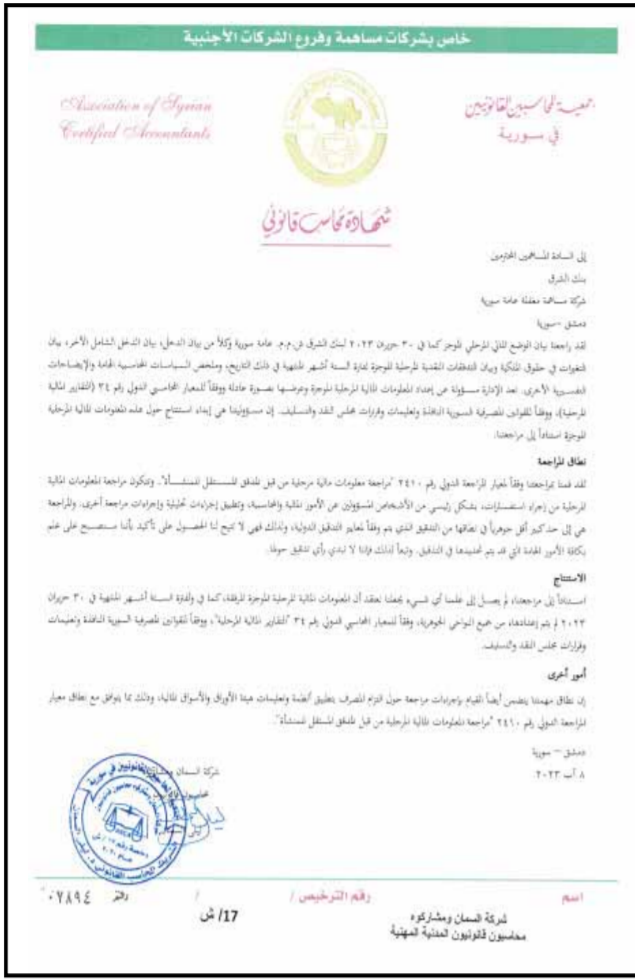 خاص بشركات مساهمة وفروع الشركات الأجنبية
Association of Syrian
Certified Accountants
جمعية المحاسبين القانونيين
في سورية
شهادة محاسب قانوني
إلى السادة المساهمين المحترمين
بنك الشرق
شركة مساهمة مغفلة عامة سورية
دمشق - سورية
لقد راجعنا بيان الوضع المالي المرحلي الموجز كما في ٣٠ حزيران ٢٠٢٣ لبنك الشرق ش.م.م. عامة سورية وكلاً من بيان الدخل، بيان الدخل الشامل الآخر، بيان
التغيرات في حقوق الملكية وبيان التدفقات النقدية المرحلية الموجزة لفترة الستة أشهر المنتهية في ذلك التاريخ، وملخص السياسات المحاسبية الهامة والإيضاحات
التفسيرية الأخرى. تعد الإدارة مسؤولة عن إعداد المعلومات المالية المرحلية الموجزة وعرضها بصورة عادلة ووفقاً للمعيار المحاسبي الدولي رقم ٣٤ (التقارير المالية
المرحلية)، ووفقاً للقوانين المصرفية السورية النافذة وتعليمات وقرارات مجلس النقد والتسليف. إن مسؤوليتنا هي إبداء استنتاج حول هذه المعلومات المالية المرحلية
الموجزة استناداً إلى مراجعتنا.
نطاق المراجعة
لقد قمنا بمراجعتنا وفقاً لمعيار المراجعة الدولي رقم ٢٤١٠ "مراجعة معلومات مالية مرحلية من قبل المدقق المستقل للمنشأة". وتتكون مراجعة المعلومات المالية
المرحلية من إجراء استفسارات، بشكل رئيسي من الأشخاص المسؤولين عن الأمور المالية والمحاسبية، وتطبيق إجراءات تحليلية وإجراءات مراجعة أخرى. والمراجعة
هي إلى حد كبير أقل جوهرياً في نطاقها من التدقيق الذي يتم وفقاً لمعايير التدقيق الدولية، ولذلك فهي لا تتيح لنا الحصول على تأكيد بأننا سنصبح على علم
بكافة الأمور الهامة التي قد يتم تحديدها في التدقيق. وتبعاً لذلك فإننا لا نبدي رأي تدقيق حولها.
الاستنتاج
استناداً إلى مراجعتنا، لم يصل إلى علمنا أي شيء يجعلنا نعتقد أن المعلومات المالية المرحلية الموجزة المرفقة، كما في ولفترة الستة أشهر المنتهية في ٣٠ حزيران
٢٠٢٣ لم يتم إعدادها، من جميع النواحي الجوهرية، وفقاً للمعيار المحاسبي الدولي رقم ٣٤ "التقارير المالية المرحلية"، ووفقاً للقوانين المصرفية السورية النافذة وتعليمات
وقرارات مجلس النقد والتسليف.
أمور أخرى
إن نطاق مهمتنا يتضمن أيضاً القيام بإجراءات مراجعة حول التزام المصرف بتطبيق أنظمة وتعليمات هيئة الأوراق والأسواق المالية، وذلك بما يتوافق مع نطاق معيار
المراجعة الدولي رقم ٢٤١٠ "مراجعة المعلومات المالية المرحلية من قبل المدقق المستقل للمنشأة".
دمشق – سورية
٨ آب ٢٠٢٣
شركة السمان ومشاركوه
اسم
رقم الترخيص / /
٠٧٨٩٤
شركة السمان ومشاركوه
17/ ش
محاسبون قانونيون المدنية المهنية